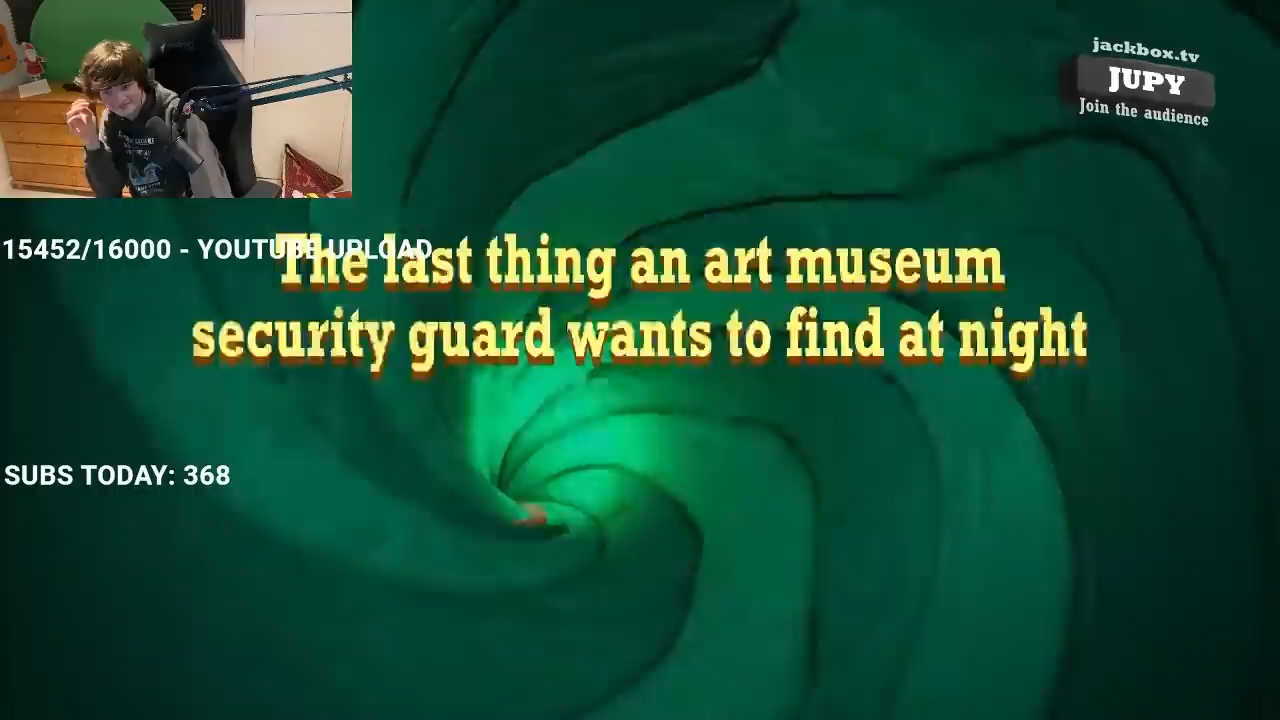 jackbox.tv
JUPY
Join the audience
15452/16000 - YOUTUBE UPLOAD
The last thing an art museum
security guard wants to find at night
SUBS TODAY: 368